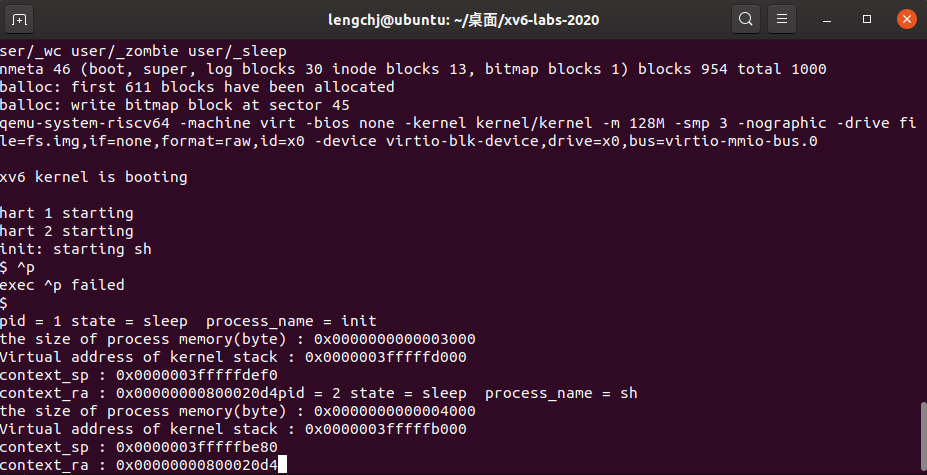 lengchj@ubuntu: ~/桌面/xv6-labs-2020
ser/_wc user/_zombie user/_sleep
nmeta 46 (boot, super, log blocks 30 inode blocks 13, bitmap blocks 1) blocks 954 total 1000
balloc: first 611 blocks have been allocated
balloc: write bitmap block at sector 45
qemu-system-riscv64 -machine virt -bios none -kernel kernel/kernel -m 128M -smp 3 -nographic -drive fi
le=fs.img,if=none,format=raw,id=x0 -device virtio-blk-device,drive=x0,bus=virtio-mmio-bus.0
xv6 kernel is booting
hart 1 starting
hart 2 starting
init: starting sh
$ ^p
exec ^p failed
$
pid = 1 state = sleep  process_name = init
the size of process memory(byte) : 0x0000000000003000
Virtual address of kernel stack : 0x0000003fffffd000
context_sp : 0x0000003fffffdef0
context_ra : 0x00000000800020d4pid = 2 state = sleep  process_name = sh
the size of process memory(byte) : 0x0000000000004000
Virtual address of kernel stack : 0x0000003fffffb000
context_sp : 0x0000003fffffbe80
context_ra : 0x00000000800020d4